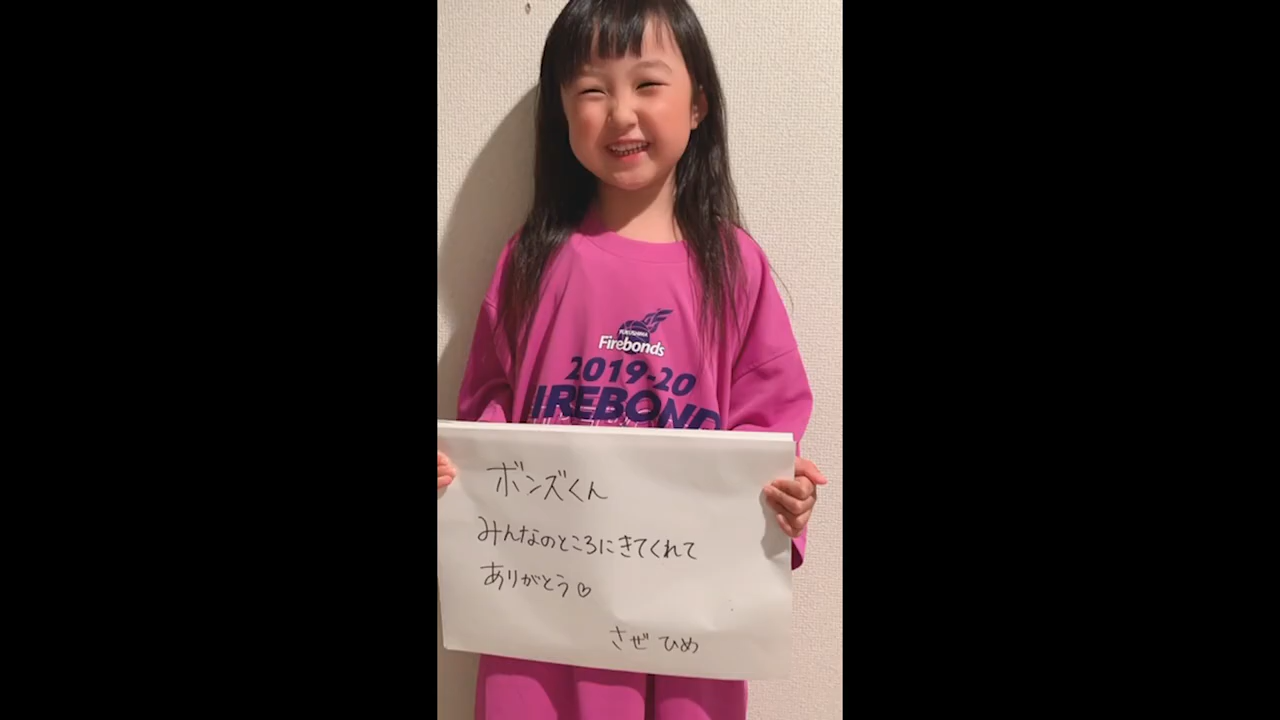 FUKUSHIMA
Firebonds
2019-20
IREBOND
ボンズくん
みんなのところにきてくれて
ありがとう♡
さぜ ひめ